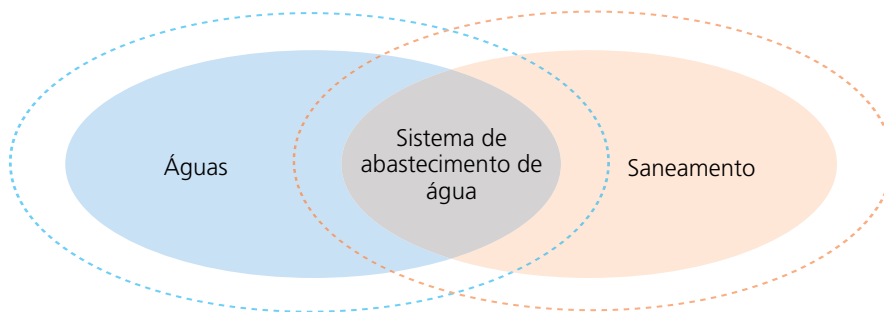 Águas
Sistema de
abastecimento de
água
Saneamento